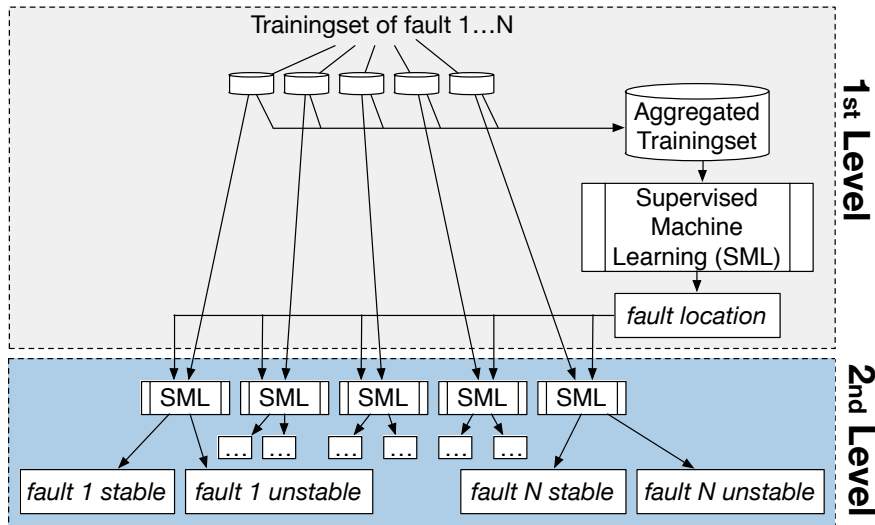 Trainingset of fault 1...N
Aggregated
Trainingset
Supervised
Machine
Learning (SML)
fault location
1st Level
SML
SML
SML
SML
SML
...
...
...
...
...
...
fault 1 stable
fault 1 unstable
fault N stable
fault N unstable
2nd Level